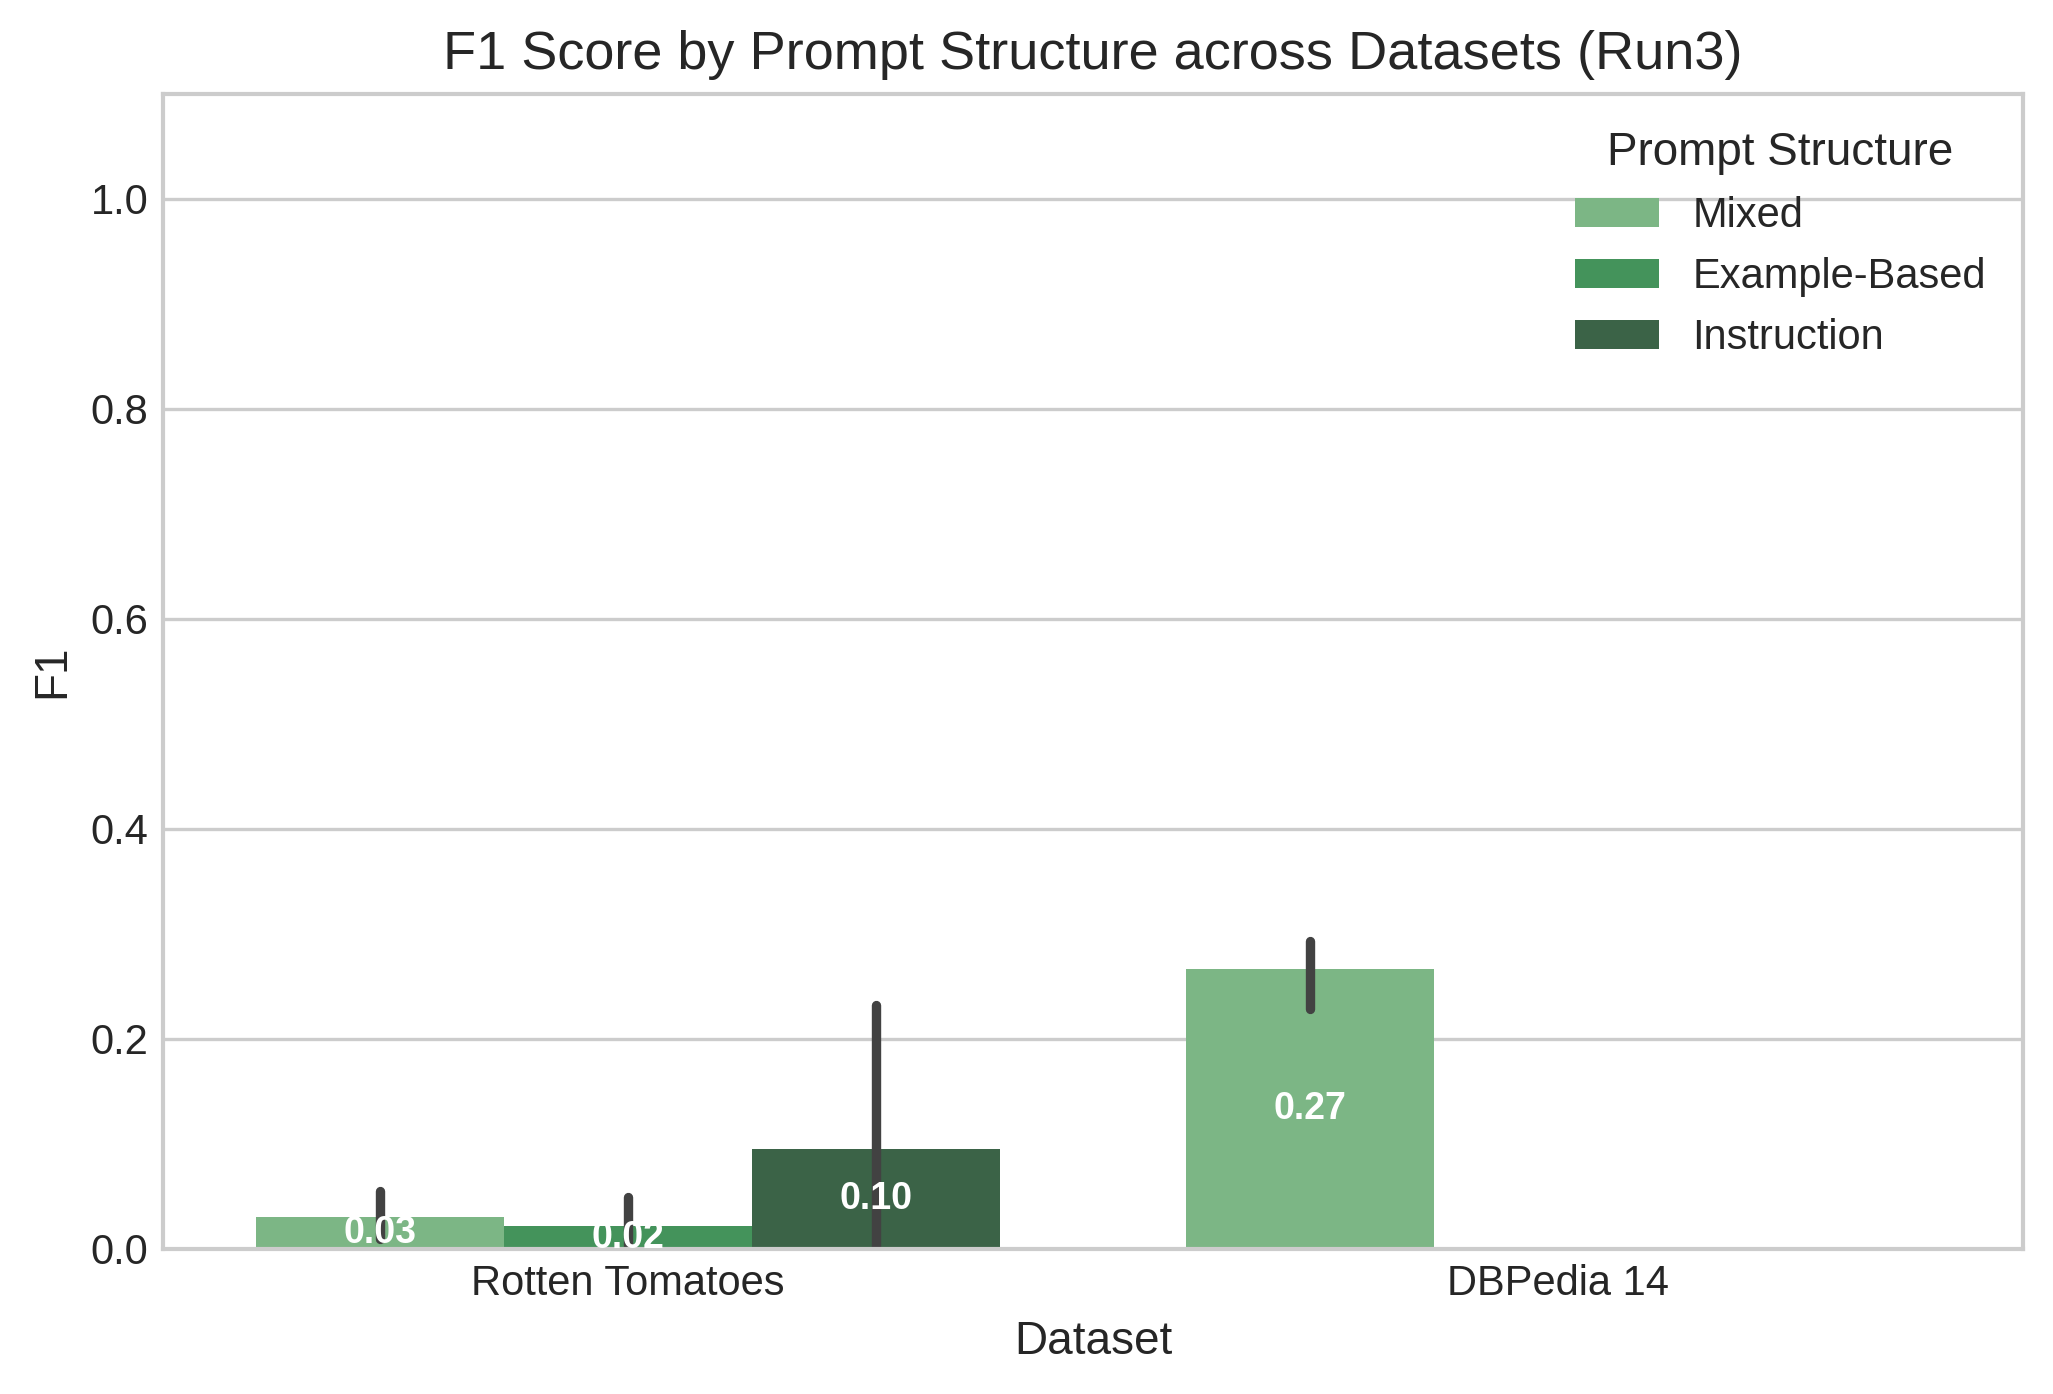 F1 Score by Prompt Structure across Datasets (Run3)
Prompt Structure
Mixed
Example-Based
Instruction
1.0
0.8
0.6
0.4
0.2
0.0
F1
0.03
0.02
0.10
0.27
Rotten Tomatoes
DBPedia 14
Dataset